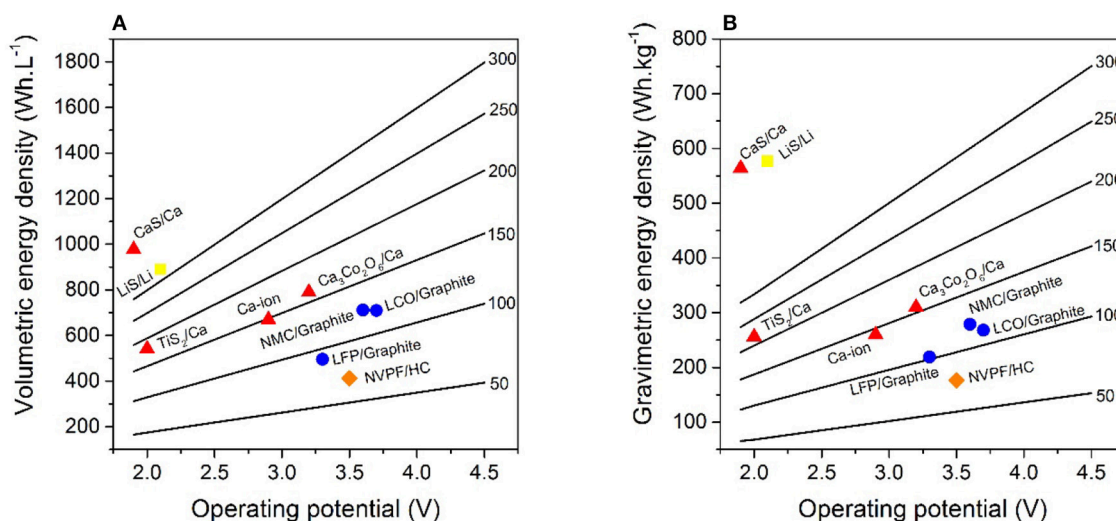 A
Volumetric energy density (Wh.L⁻¹)
1800
1600
1400
1200
1000
800
600
400
200
300
250
200
150
100
50
CaS/Ca
LiS/Li
TiS₂/Ca
Ca-ion
Ca₃Co₂O₆/Ca
NMC/Graphite
LCO/Graphite
LFP/Graphite
NVPF/HC
2.0 2.5 3.0 3.5 4.0 4.5
Operating potential (V)
B
Gravimetric energy density (Wh.kg⁻¹)
800
700
600
500
400
300
200
100
300
250
200
150
100
50
CaS/Ca
LiS/Li
TiS₂/Ca
Ca₃Co₂O₆/Ca
NMC/Graphite
Ca-ion
LCO/Graphite
LFP/Graphite
NVPF/HC
2.0 2.5 3.0 3.5 4.0 4.5
Operating potential (V)